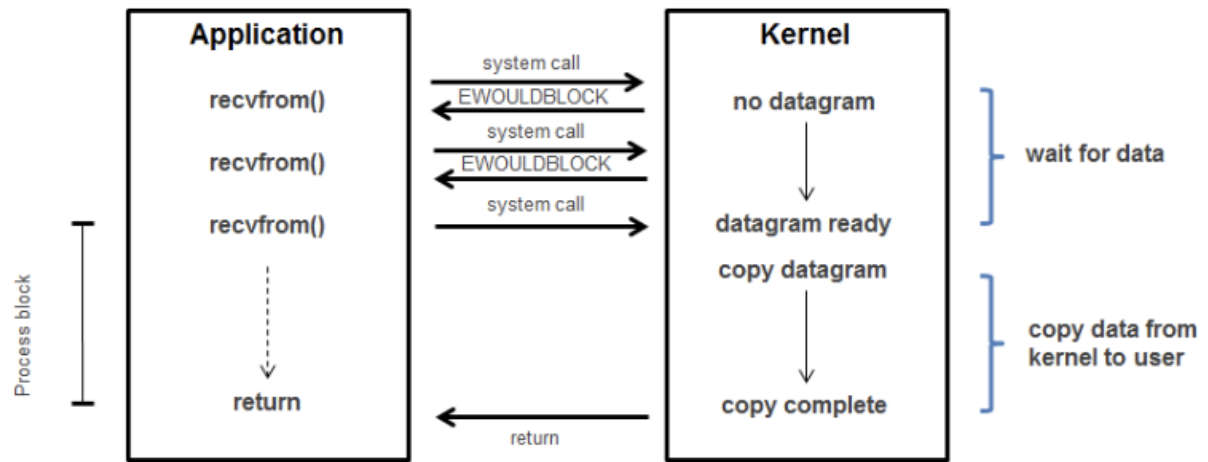 Application
Kernel
system call
recvfrom()
EWOULDBLOCK
no datagram
system call
wait for data
recvfrom()
EWOULDBLOCK
system call
recvfrom()
datagram ready
copy datagram
Process block
copy data from
kernel to user
return
copy complete
return